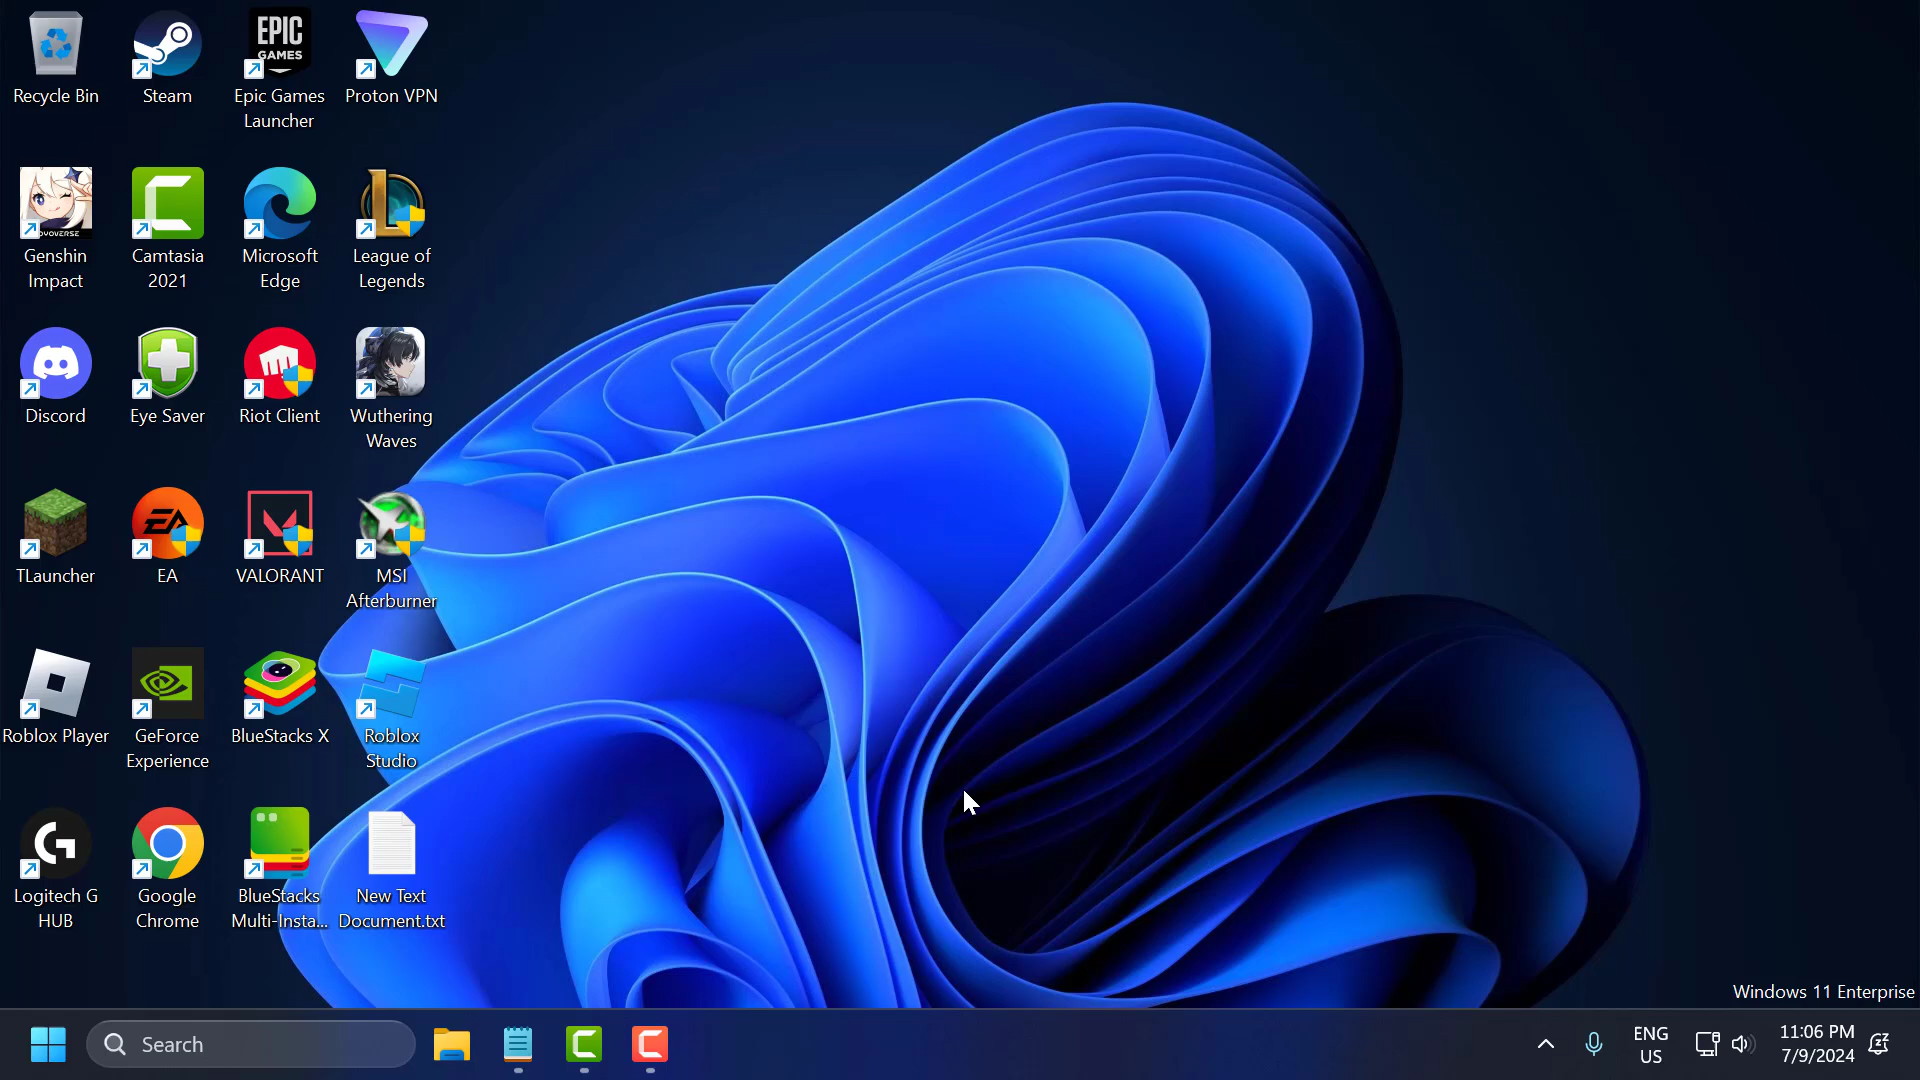 Recycle Bin
Steam
EPIC
GAMES
Epic Games
Launcher
Proton VPN
Genshin
Impact
Camtasia
2021
Microsoft
Edge
League of
Legends
Discord
Eye Saver
Riot Client
Wuthering
Waves
TLauncher
EA
EA
VALORANT
MSI
Afterburner
Roblox Player
GeForce
Experience
BlueStacks X
Roblox
Studio
Logitech G
HUB
Google
Chrome
BlueStacks
Multi-Insta...
New Text
Document.txt
Windows 11 Enterprise
Search
ENG
US
11:06 PM
7/9/2024